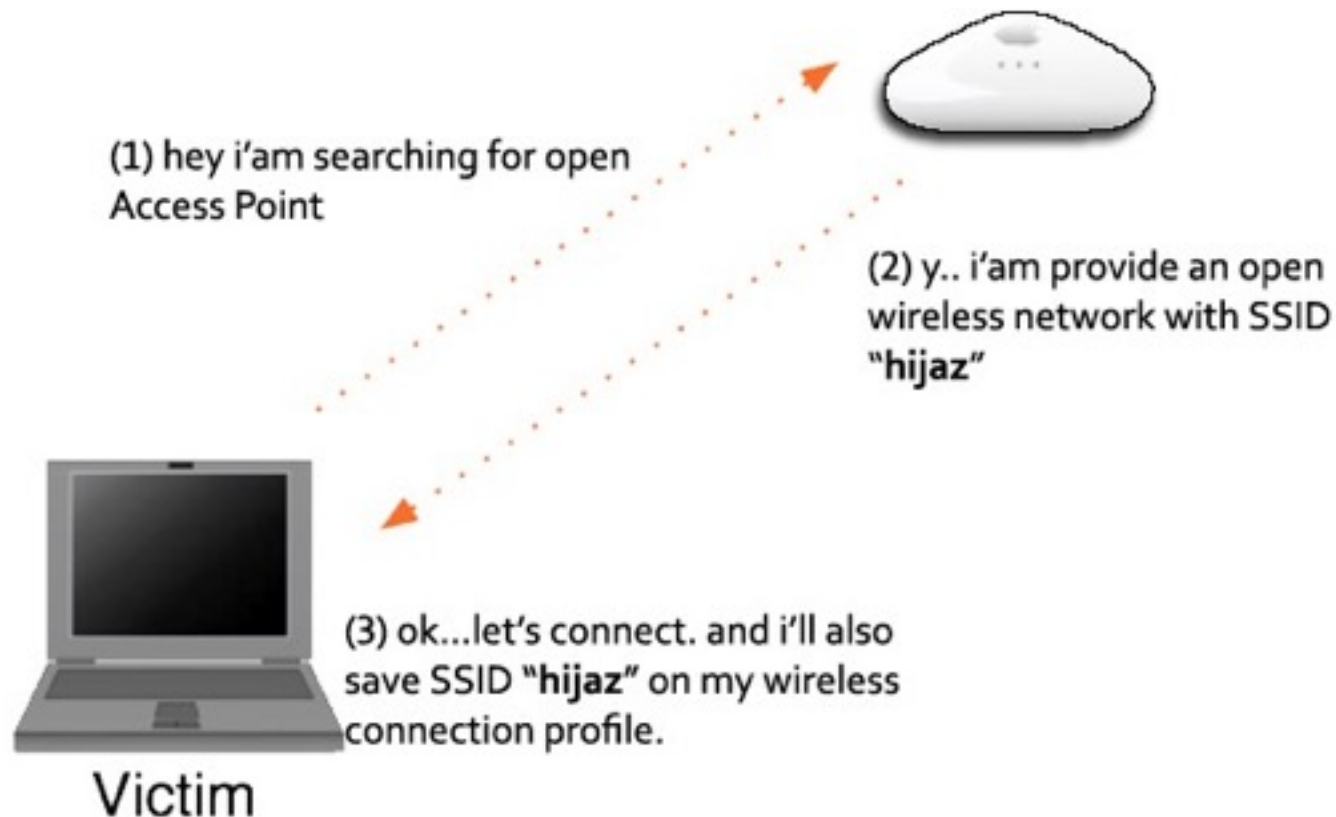 (1) hey i'am searching for open
Access Point
(2) y.. i'am provide an open
wireless network with SSID
"hijaz"
(3) ok...let's connect. and i'll also
save SSID "hijaz" on my wireless
connection profile.
Victim